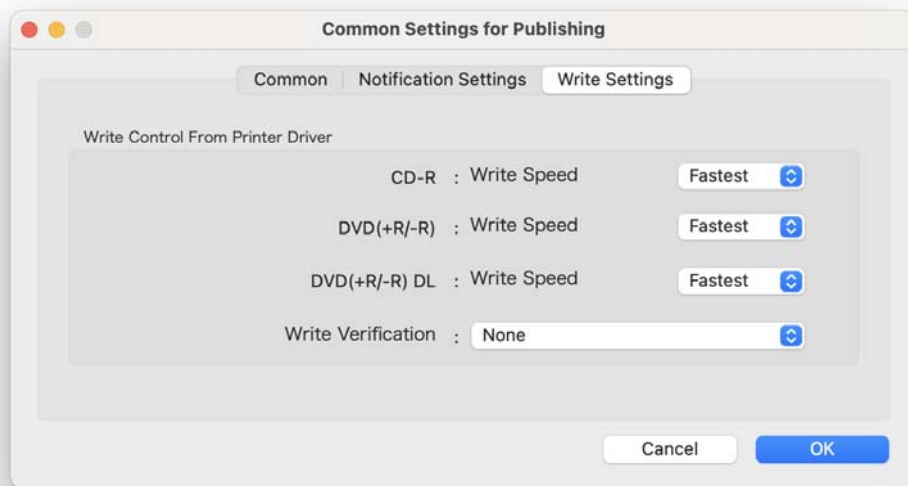 Common Settings for Publishing
Common Notification Settings Write Settings
Write Control From Printer Driver
CD-R : Write Speed Fastest
DVD(+R/-R) : Write Speed Fastest
DVD(+R/-R) DL : Write Speed Fastest
Write Verification : None
Cancel OK